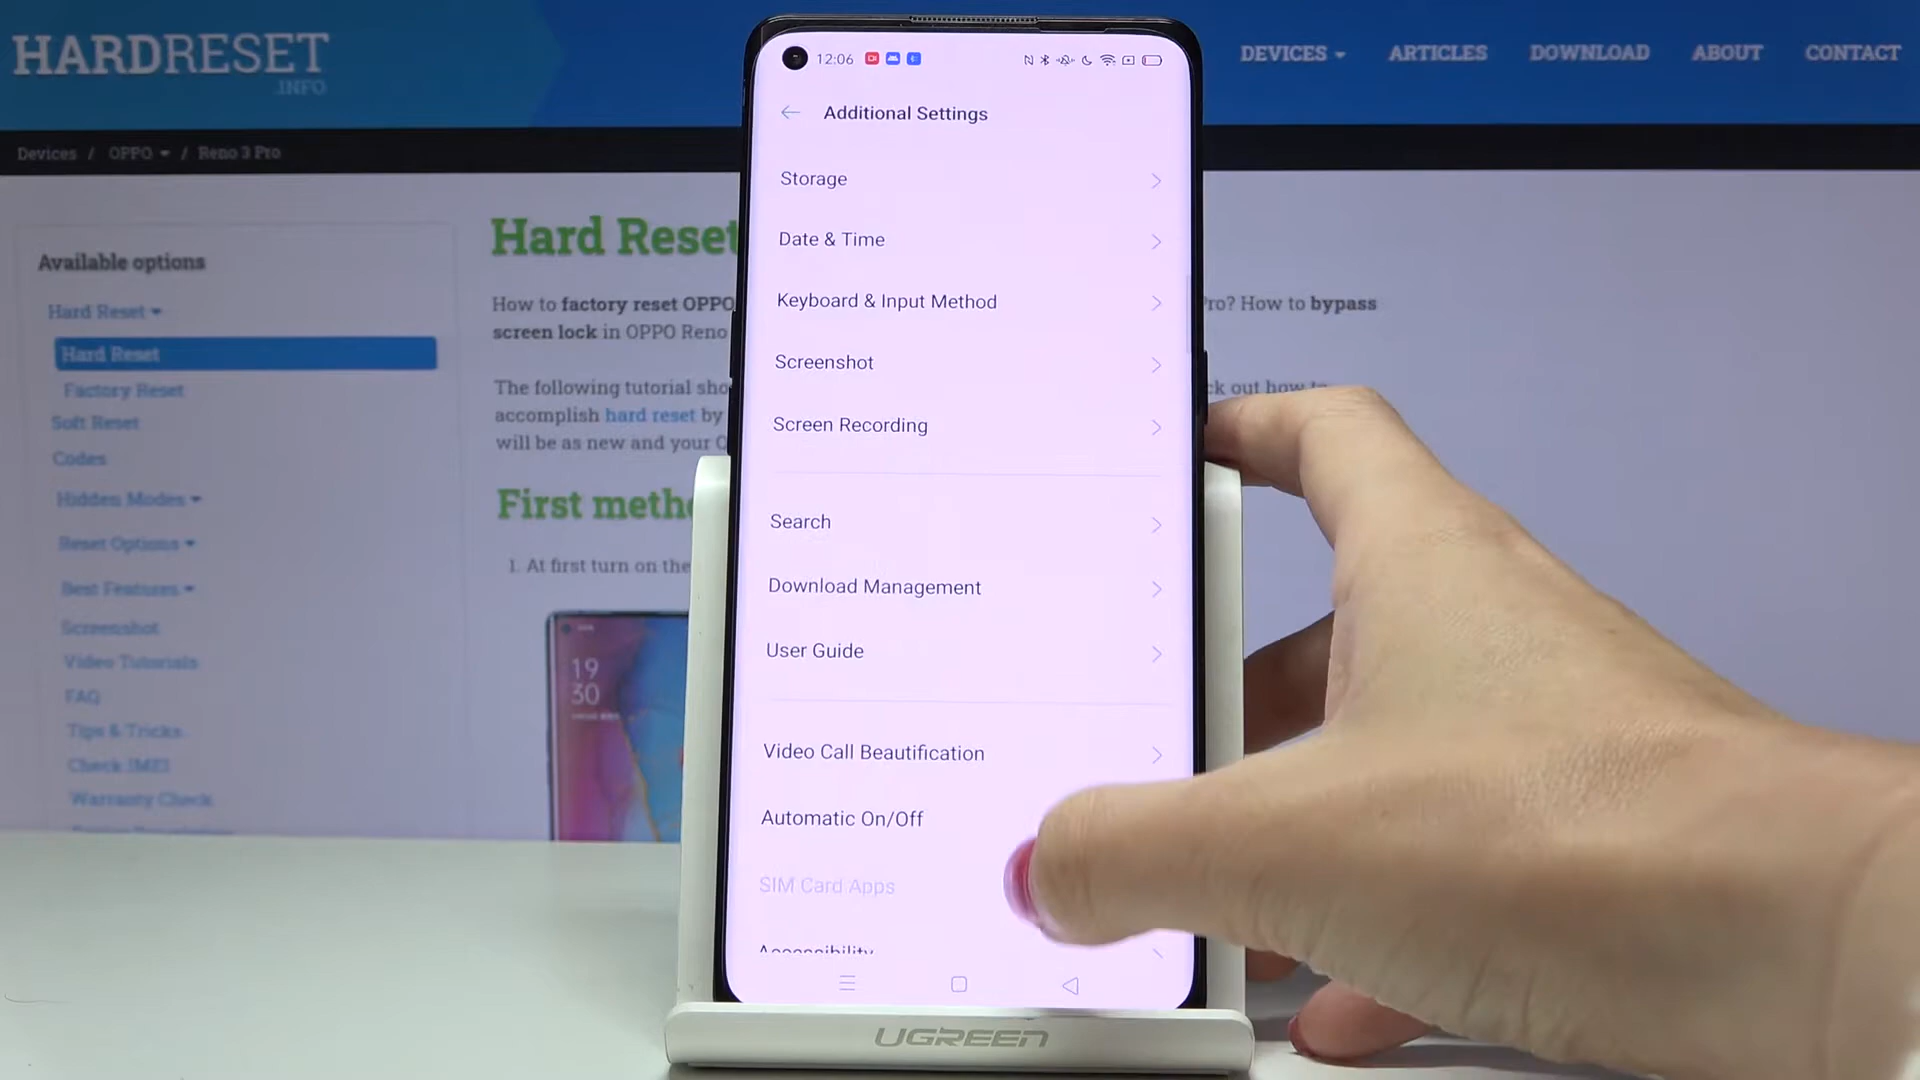 HARDRESET
.INFO
DEVICES
ARTICLES
DOWNLOAD
ABOUT
CONTACT
Devices / OPPO / Reno 3 Pro
Available options
Hard Reset
Hard Reset
Factory Reset
Soft Reset
Codes
Hidden Modes
Reset Options
Best Features
Screenshot
Video Tutorials
FAQ
Tips & Tricks
Check IMEI
Warranty Check
Hard Reset
How to factory reset OPPO
Pro? How to bypass
screen lock in OPPO Reno
The following tutorial
out how to
accomplish hard reset by
will be as new and your
First
1. At first turn on the
19
30
12:06
Additional Settings
Storage
Date & Time
Keyboard & Input Method
Screenshot
Screen Recording
Search
Download Management
User Guide
Video Call Beautification
Automatic On/Off
SIM Card Apps
Accessibility
UGREEN